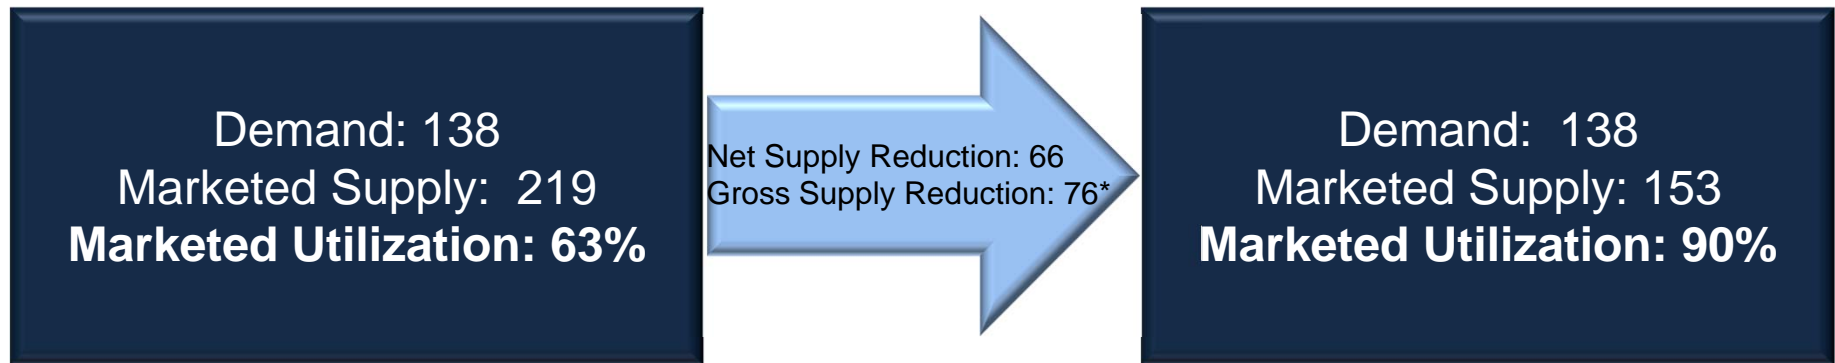 Demand: 138
Marketed Supply: 219
Marketed Utilization: 63%
Net Supply Reduction: 66
Gross Supply Reduction: 76*
Demand: 138
Marketed Supply: 153
Marketed Utilization: 90%